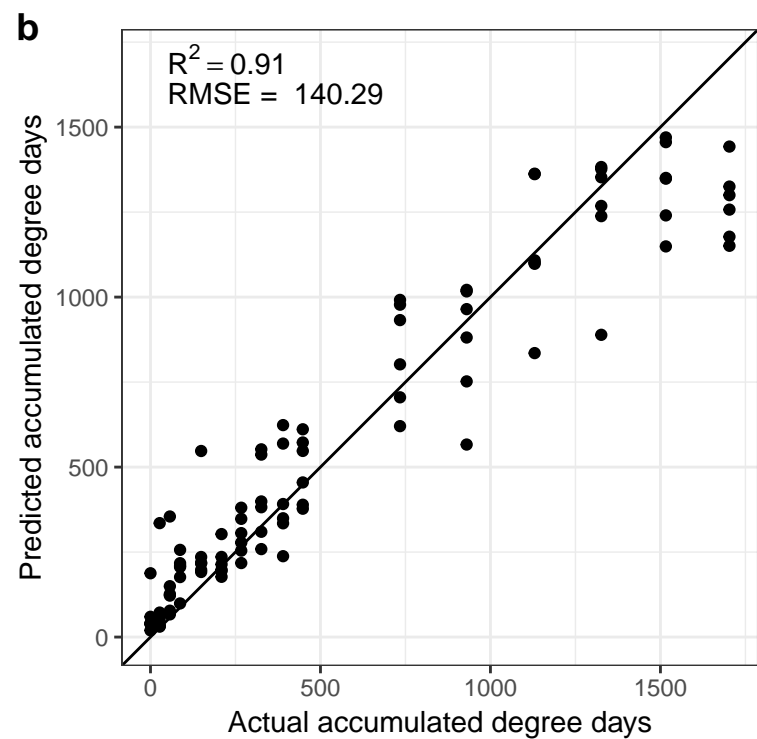 b
R² = 0.91
RMSE = 140.29
Predicted accumulated degree days
1500
1000
500
0
0 500 1000 1500
Actual accumulated degree days